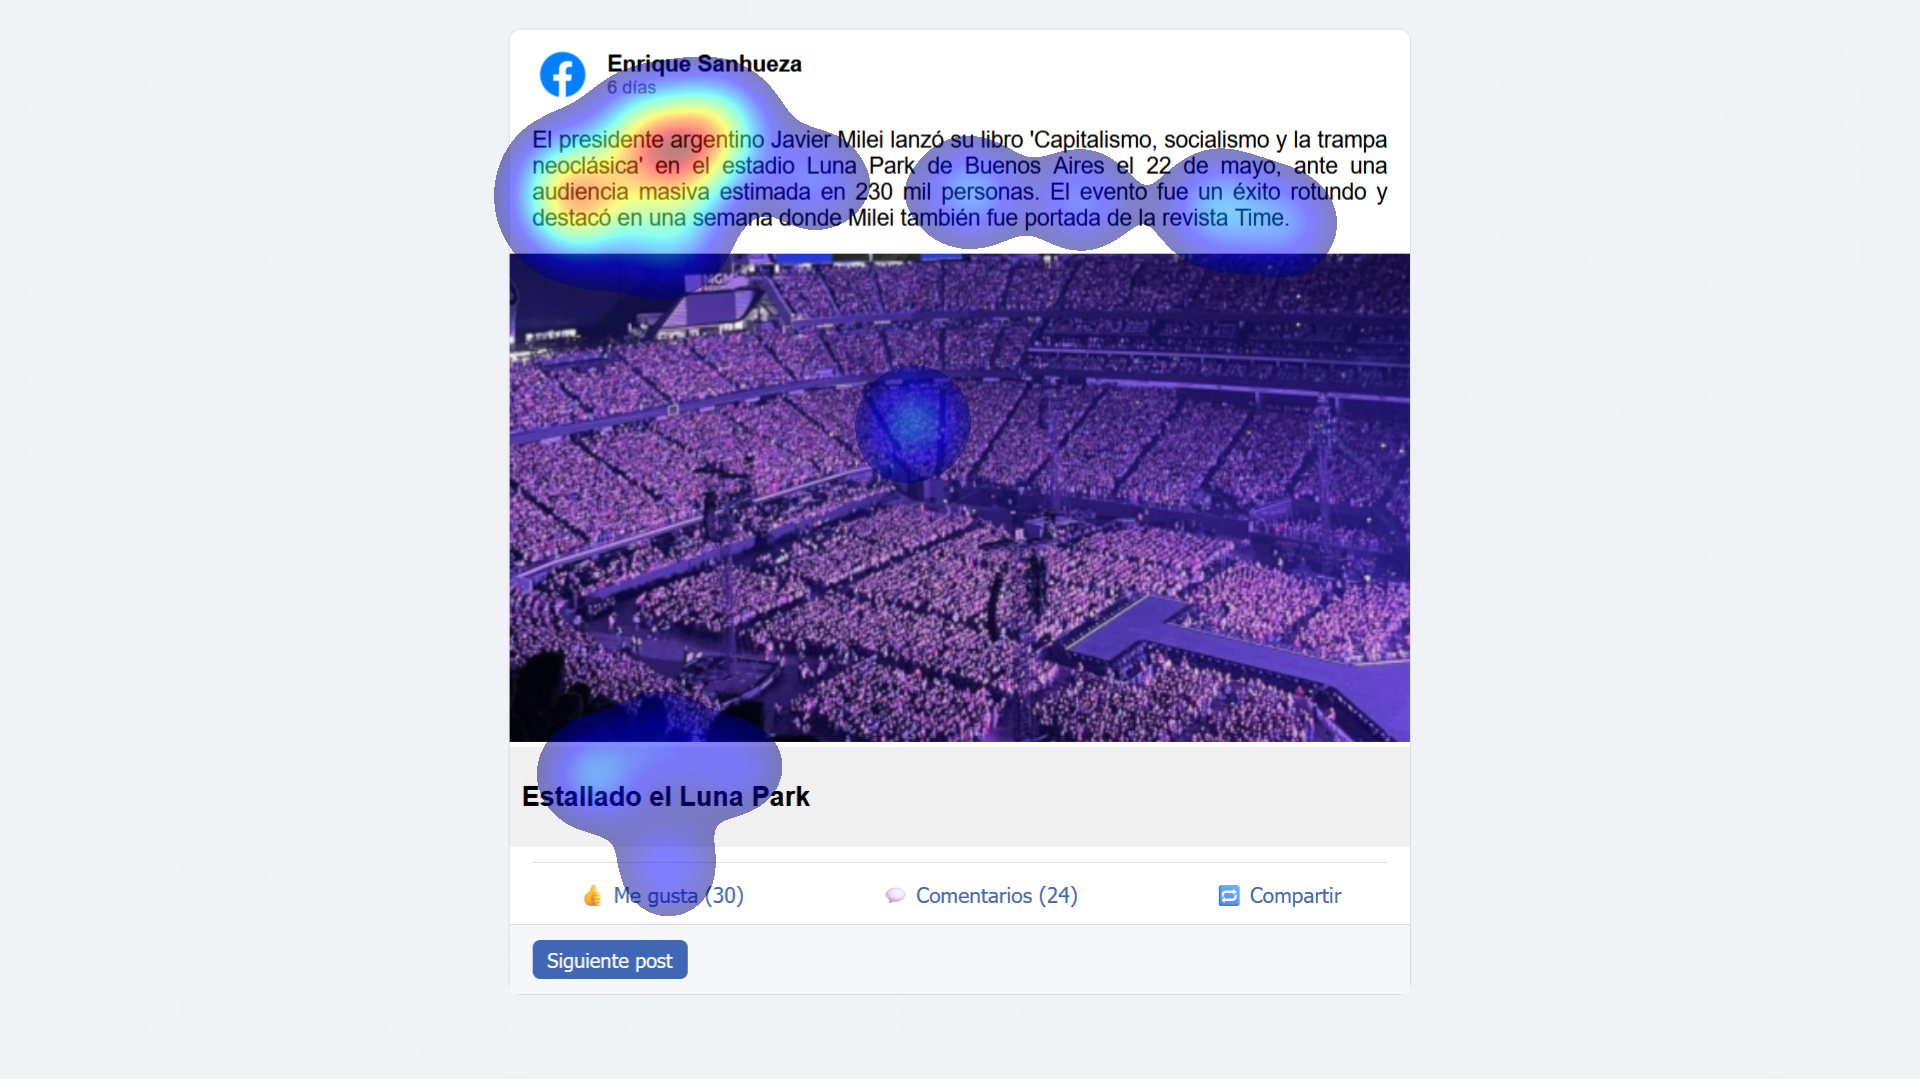 Enrique Sanhueza
6 días
El presidente argentino Javier Milei lanzó su libro 'Capitalismo, socialismo y la trampa
neoclásica' en el estadio Luna Park de Buenos Aires el 22 de mayo, ante una
audiencia masiva estimada en 230 mil personas. El evento fue un éxito rotundo y
destacó en una semana donde Milei también fue portada de la revista Time.
Estallado el Luna Park
Me gusta (30)
Comentarios (24)
Compartir
Siguiente post